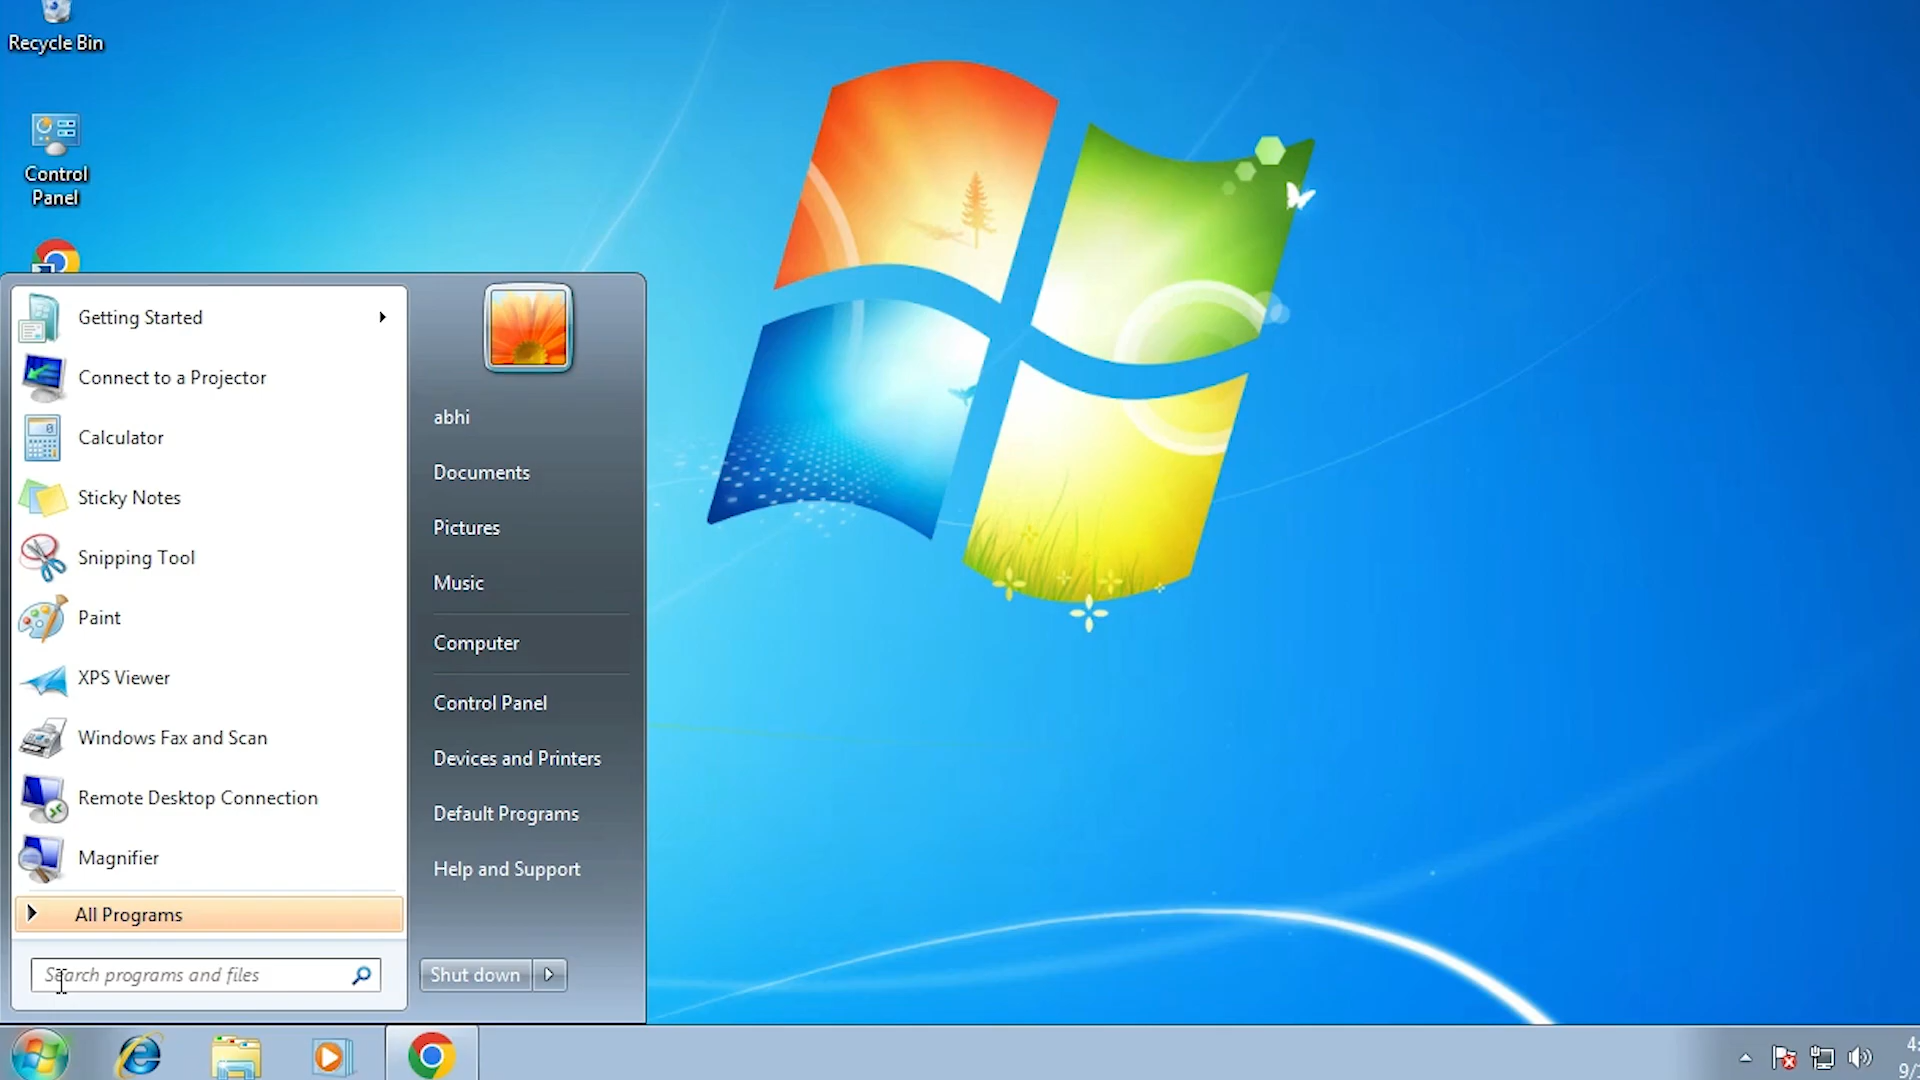 Recycle Bin
Control
Panel
Getting Started
Connect to a Projector
Calculator
Sticky Notes
Snipping Tool
Paint
XPS Viewer
Windows Fax and Scan
Remote Desktop Connection
Magnifier
All Programs
Search programs and files
abhi
Documents
Pictures
Music
Computer
Control Panel
Devices and Printers
Default Programs
Help and Support
Shut down